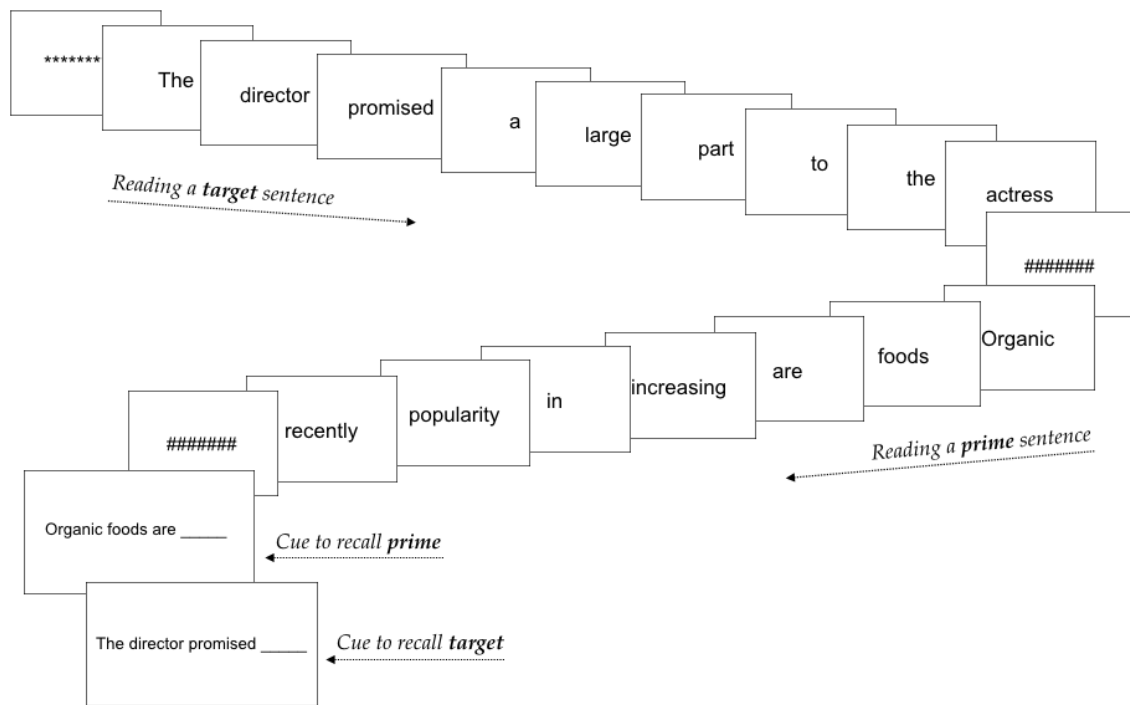 *******
The
director
promised
a
large
part
to
the
actress
Reading a target sentence
#######
Organic
foods
are
increasing
in
popularity
recently
#######
Reading a prime sentence
Organic foods are _____
Cue to recall prime
The director promised _____
Cue to recall target